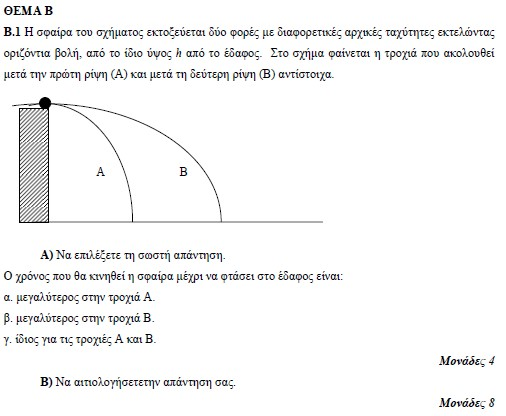 ΘΕΜΑ Β
Β.1 Η σφαίρα του σχήματος εκτοξεύεται δύο φορές με διαφορετικές αρχικές ταχύτητες εκτελώντας
οριζόντια βολή, από το ίδιο ύψος h από το έδαφος. Στο σχήμα φαίνεται η τροχιά που ακολουθεί
μετά την πρώτη ρίψη (Α) και μετά τη δεύτερη ρίψη (Β) αντίστοιχα.
Α Β
Α) Να επιλέξετε τη σωστή απάντηση.
Ο χρόνος που θα κινηθεί η σφαίρα μέχρι να φτάσει στο έδαφος είναι:
α. μεγαλύτερος στην τροχιά Α.
β. μεγαλύτερος στην τροχιά Β.
γ. ίδιος για τις τροχιές Α και Β.
Μονάδες 4
Β) Να αιτιολογήσετετην απάντηση σας.
Μονάδες 8